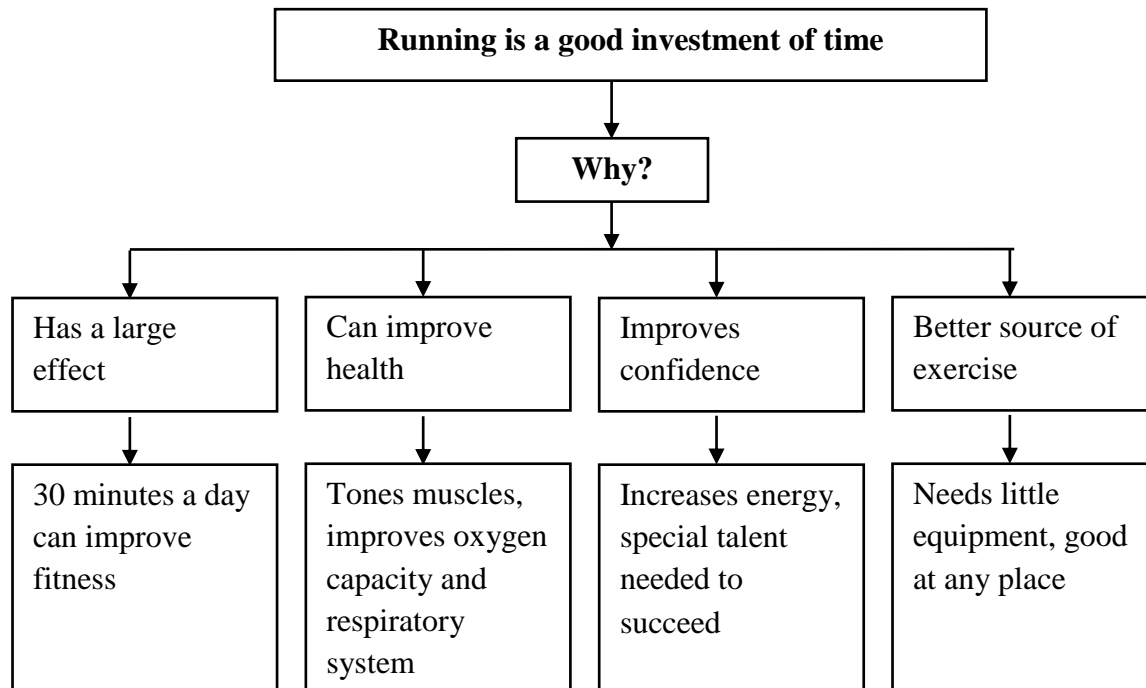 Running is a good investment of time
Why?
Has a large
effect
Can improve
health
Improves
confidence
Better source of
exercise
30 minutes a day
can improve
fitness
Tones muscles,
improves oxygen
capacity and
respiratory
system
Increases energy,
special talent
needed to
succeed
Needs little
equipment, good
at any place